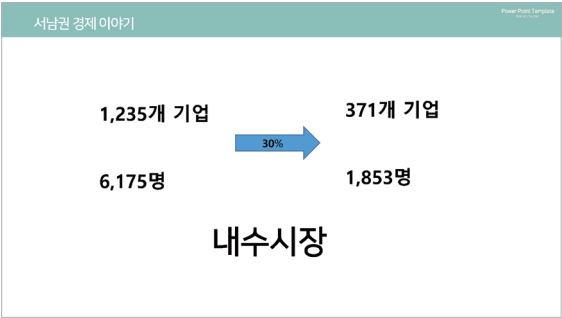 서남권 경제 이야기
Power Point Template
1,235개 기업
30%
371개 기업
6,175명
1,853명
내수시장